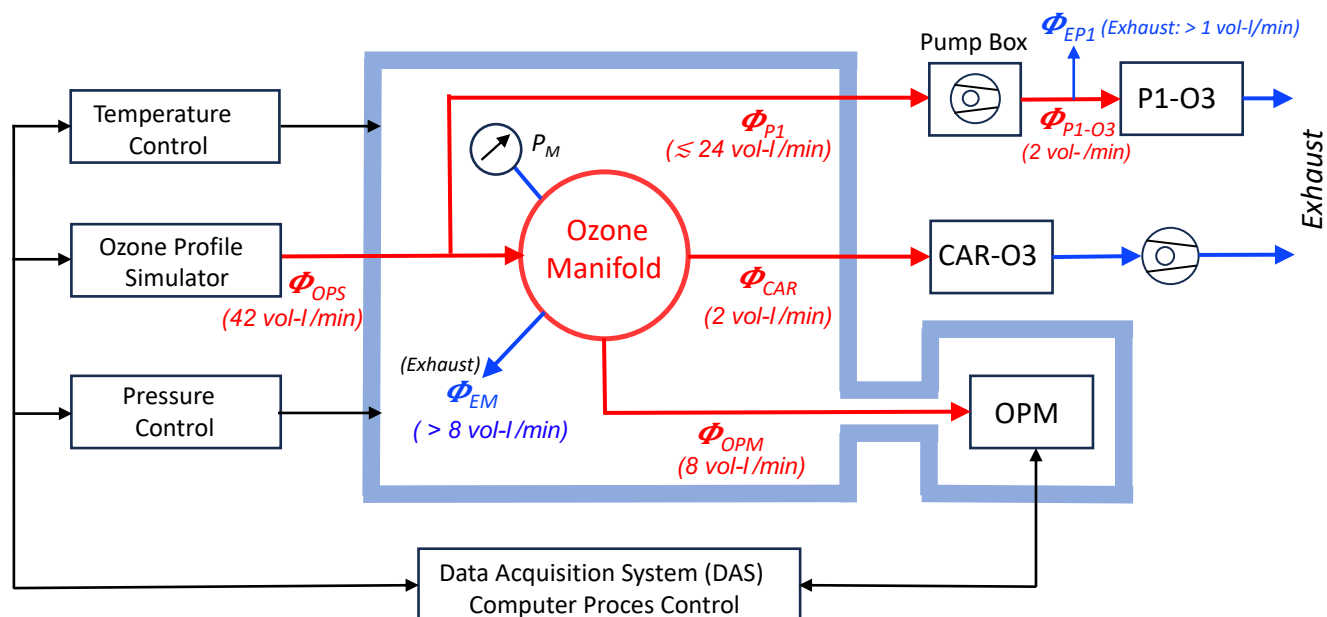 Pump Box
Φ_EP1 (Exhaust: > 1 vol-l/min)
Temperature
Control
P_M
Φ_P1
(≲ 24 vol-l /min)
P1-O3
Φ_P1-O3
(2 vol-/min)
Exhaust
Ozone Profile
Simulator
Φ_OPS
(42 vol-l /min)
Ozone
Manifold
Φ_CAR
(2 vol-l /min)
CAR-O3
Pressure
Control
(Exhaust)
Φ_EM
( > 8 vol-l /min)
Φ_OPM
(8 vol-l /min)
OPM
Data Acquisition System (DAS)
Computer Proces Control